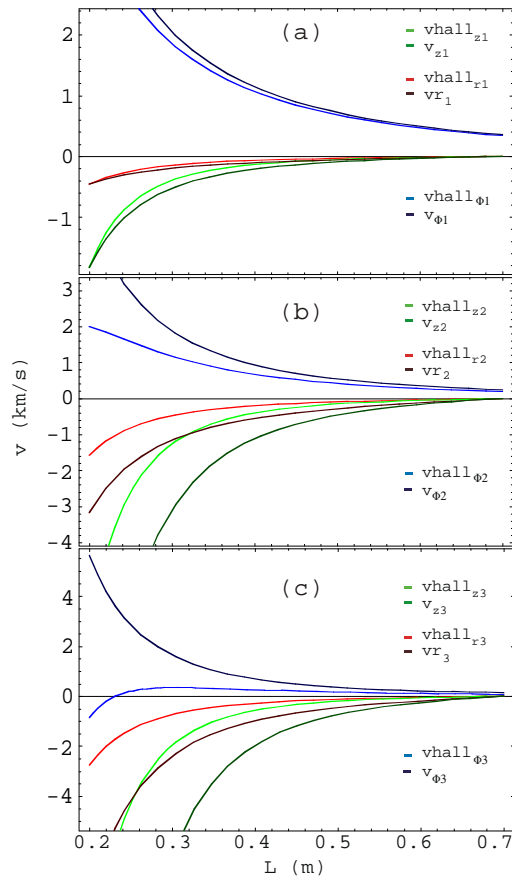 (a)
vhall_z1
v_z1
vhall_r1
vr_1
vhall_Φ1
v_Φ1
2
1
0
-1
(b)
vhall_z2
v_z2
vhall_r2
vr_2
vhall_Φ2
v_Φ2
3
2
1
0
-1
-2
-3
-4
v (km/s)
(c)
vhall_z3
v_z3
vhall_r3
vr_3
vhall_Φ3
v_Φ3
4
2
0
-2
-4
0.2 0.3 0.4 0.5 0.6 0.7
L (m)